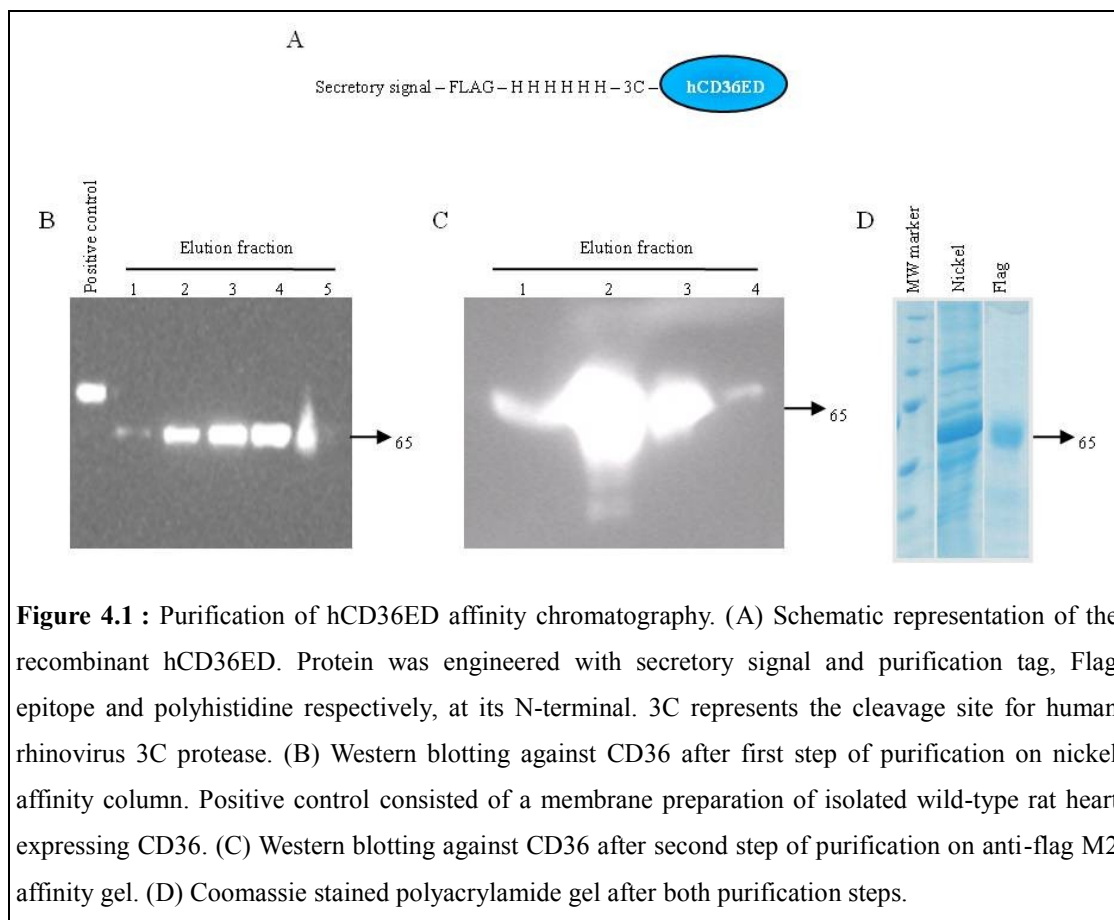 A
Secretory signal – FLAG – H H H H H H – 3C – hCD36ED
B
Positive control
Elution fraction
1 2 3 4 5
65
C
Elution fraction
1 2 3 4
65
D
MW marker
Nickel
Flag
65
Figure 4.1 : Purification of hCD36ED affinity chromatography. (A) Schematic representation of the
recombinant hCD36ED. Protein was engineered with secretory signal and purification tag, Flag
epitope and polyhistidine respectively, at its N-terminal. 3C represents the cleavage site for human
rhinovirus 3C protease. (B) Western blotting against CD36 after first step of purification on nickel
affinity column. Positive control consisted of a membrane preparation of isolated wild-type rat heart
expressing CD36. (C) Western blotting against CD36 after second step of purification on anti-flag M2
affinity gel. (D) Coomassie stained polyacrylamide gel after both purification steps.